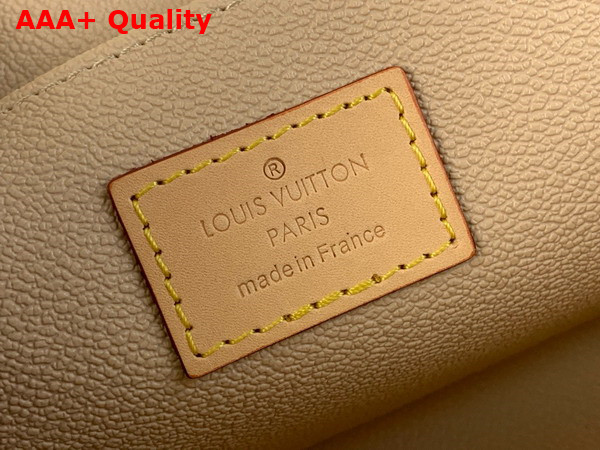 AAA+ Quality
®
LOUIS VUITTON
PARIS
made in France